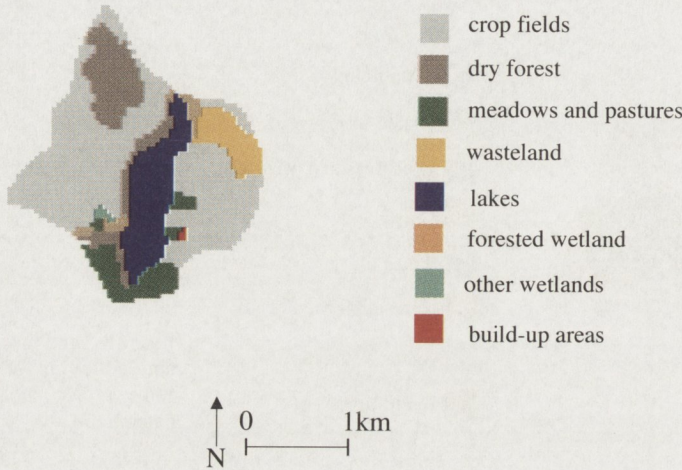 crop fields
dry forest
meadows and pastures
wasteland
lakes
forested wetland
other wetlands
build-up areas
0 1km
N